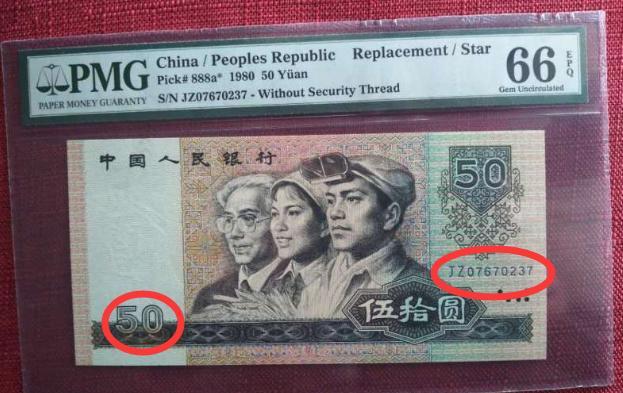 PMG
PAPER MONEY GUARANTY
China / Peoples Republic Replacement / Star
Pick# 888a* 1980 50 Yüan
S/N JZ07670237 - Without Security Thread
66 EPQ
Gem Uncirculated
中国人民银行
50
JZ07670237
50
伍拾圆